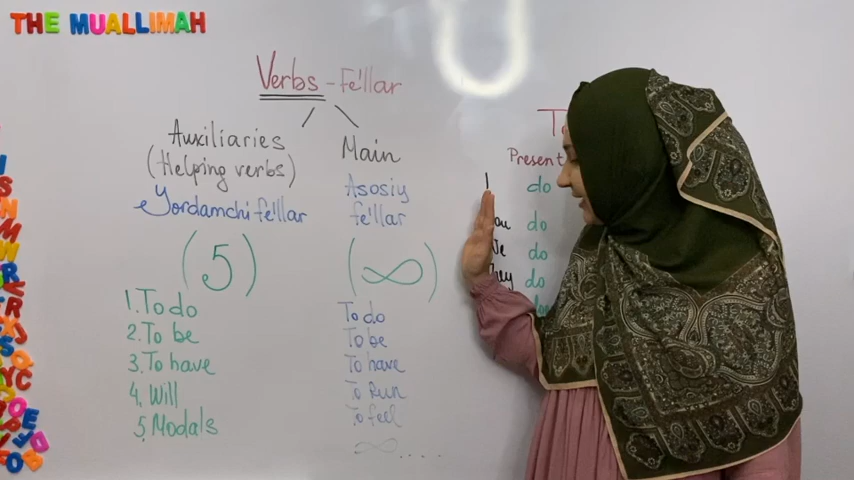 THE MUALLIMAH
Verbs - Fe'llar
Auxiliaries
(Helping verbs)
Yordamchi fe'llar
(5)
1. To do
2. To be
3. To have
4. Will
5. Modals
Main
Asosiy
fe'llar
(∞)
To do
To be
To have
To Run
To feel
∞ ....
Present
I do
do
do
do